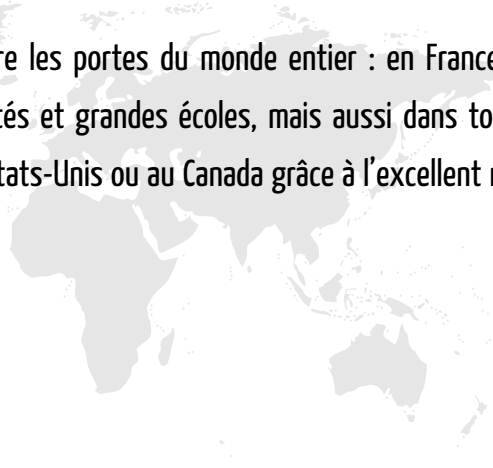 re les portes du monde entier : en France
tés et grandes écoles, mais aussi dans to
tats-Unis ou au Canada grâce à l’excellent